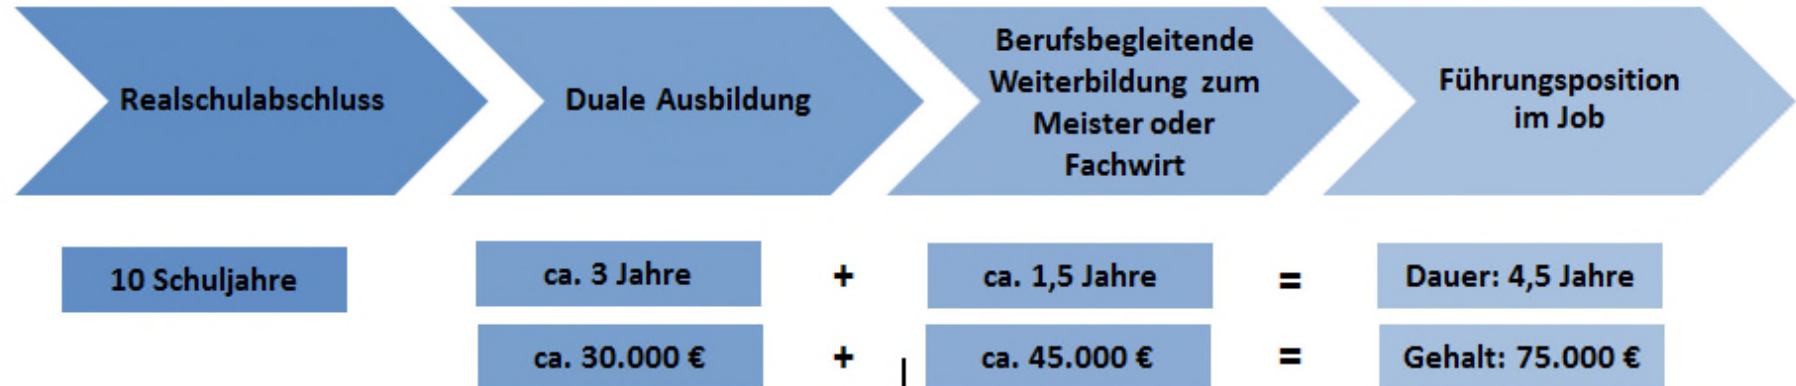 Realschulabschluss
Duale Ausbildung
Berufsbegleitende
Weiterbildung zum
Meister oder
Fachwirt
Führungsposition
im Job
10 Schuljahre
ca. 3 Jahre
+
ca. 1,5 Jahre
=
Dauer: 4,5 Jahre
ca. 30.000 €
+
ca. 45.000 €
=
Gehalt: 75.000 €